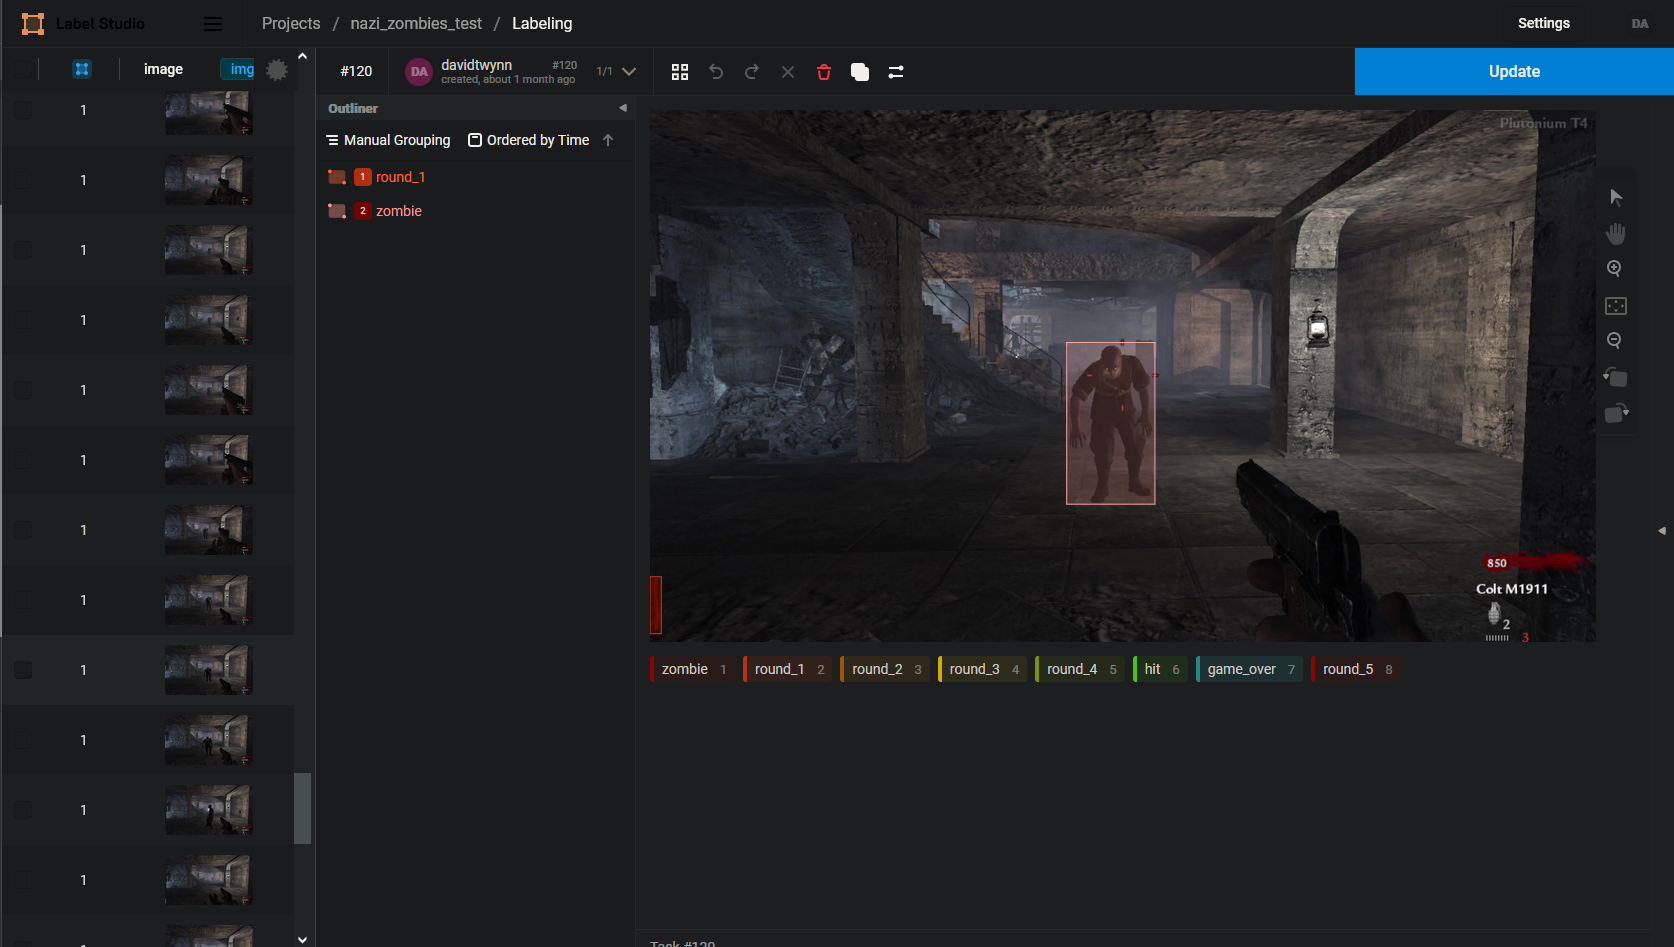 Label Studio
Projects / nazi_zombies_test / Labeling
Settings
DA
image
img
#120
DA
davidtwynn #120
created, about 1 month ago
1/1
Update
Outliner
Manual Grouping
Ordered by Time
1 round_1
2 zombie
1
1
1
1
1
1
1
1
1
1
1
1
Plutonium T4
850
Colt M1911
2
3
zombie 1
round_1 2
round_2 3
round_3 4
round_4 5
hit 6
game_over 7
round_5 8
Task #120